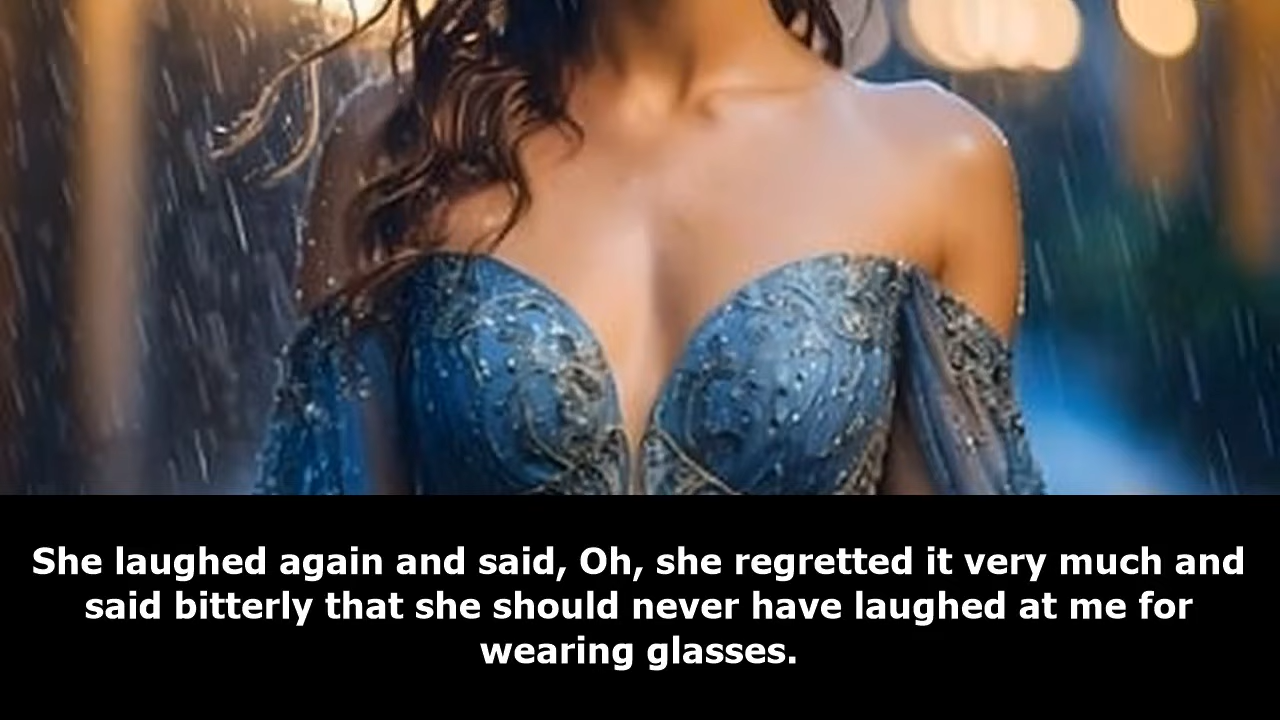 She laughed again and said, Oh, she regretted it very much and
said bitterly that she should never have laughed at me for
wearing glasses.